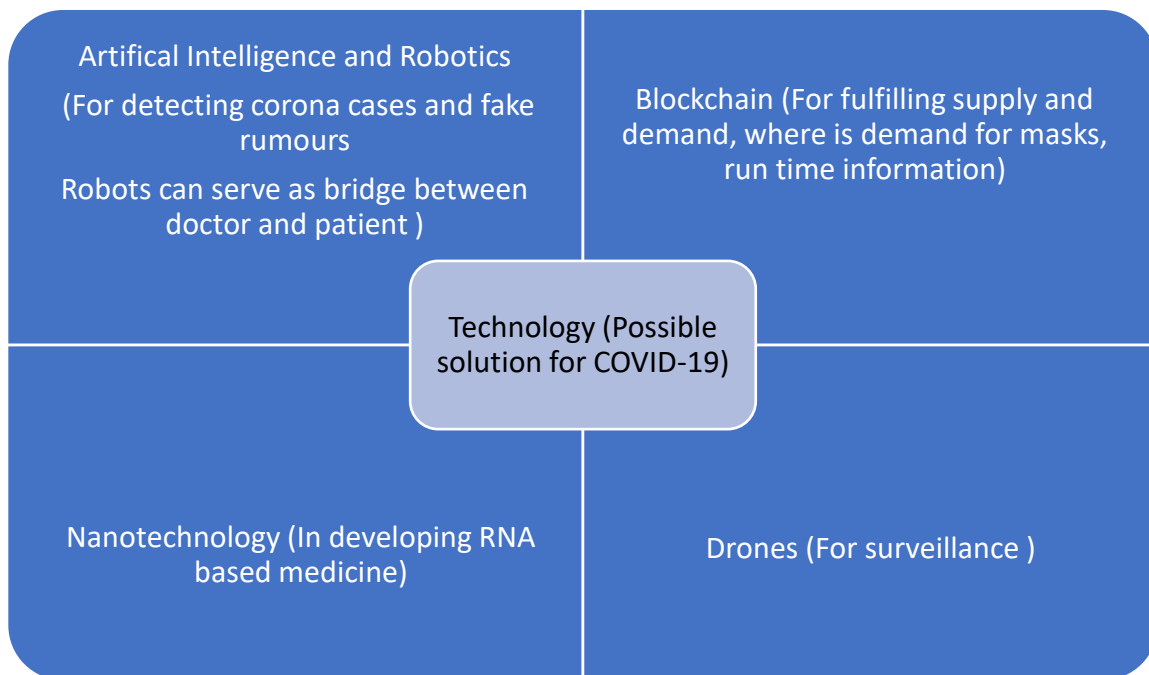 Artifical Intelligence and Robotics
(For detecting corona cases and fake
rumours
Robots can serve as bridge between
doctor and patient )
Blockchain (For fulfilling supply and
demand, where is demand for masks,
run time information)
Technology (Possible
solution for COVID-19)
Nanotechnology (In developing RNA
based medicine)
Drones (For surveillance )